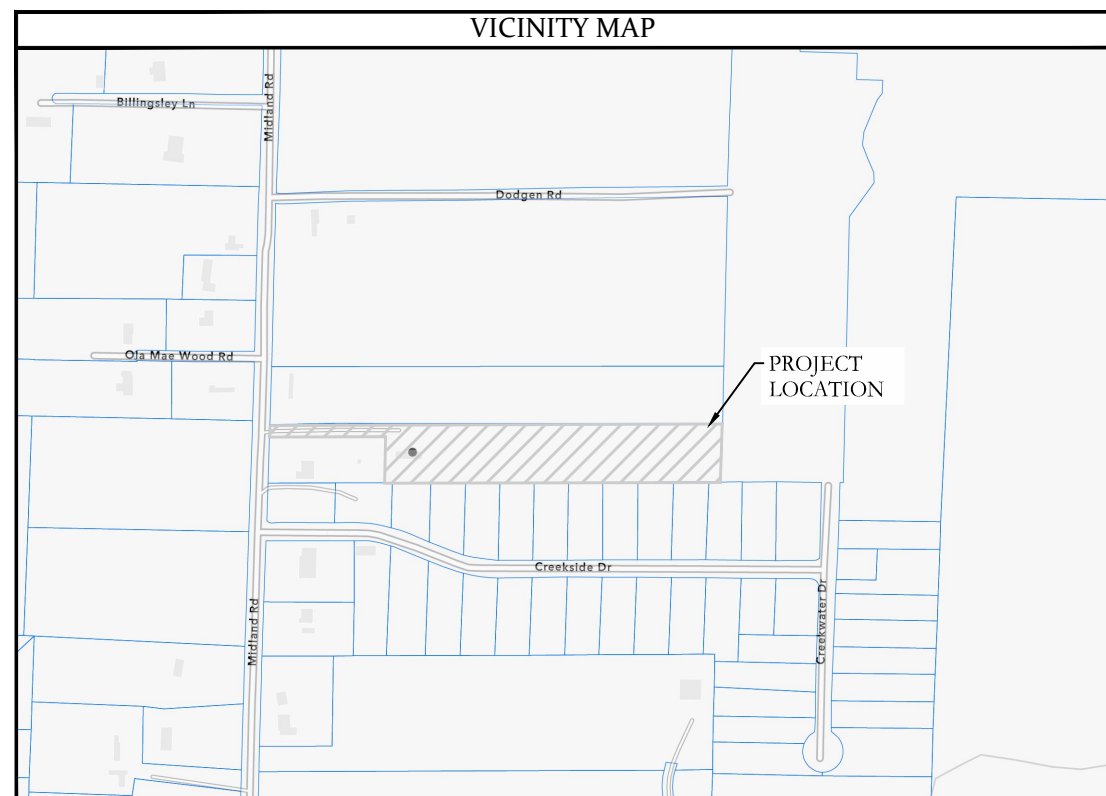 VICINITY MAP
Billingsley Ln
Midland Rd
Dodgen Rd
Ola Mae Wood Rd
PROJECT
LOCATION
Creekside Dr
Midland Rd
Creekwater Dr